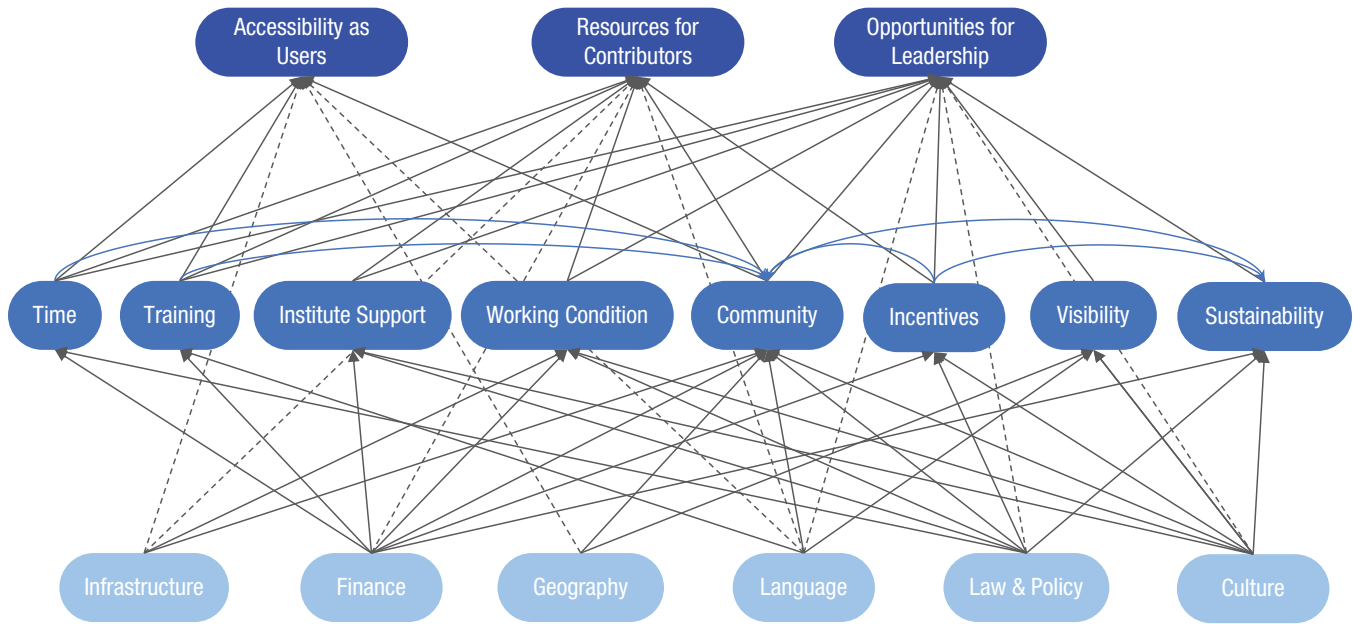 Accessibility as
Users
Resources for
Contributors
Opportunities for
Leadership
Time
Training
Institute Support
Working Condition
Community
Incentives
Visibility
Sustainability
Infrastructure
Finance
Geography
Language
Law & Policy
Culture